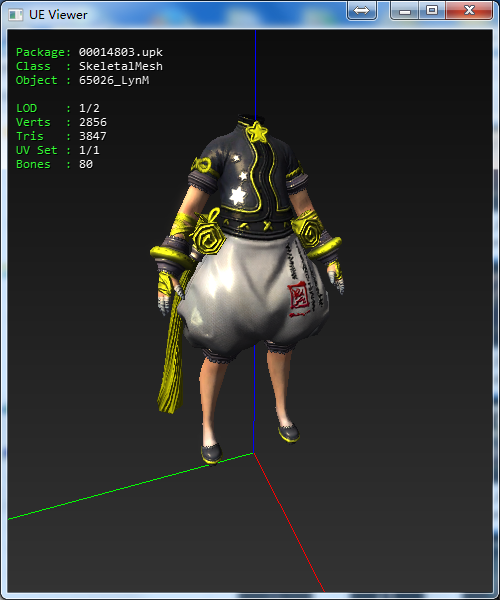 UE Viewer
Package: 00014803.upk
Class : SkeletalMesh
Object : 65026_LynM
LOD : 1/2
Verts : 2856
Tris : 3847
UV Set : 1/1
Bones : 80